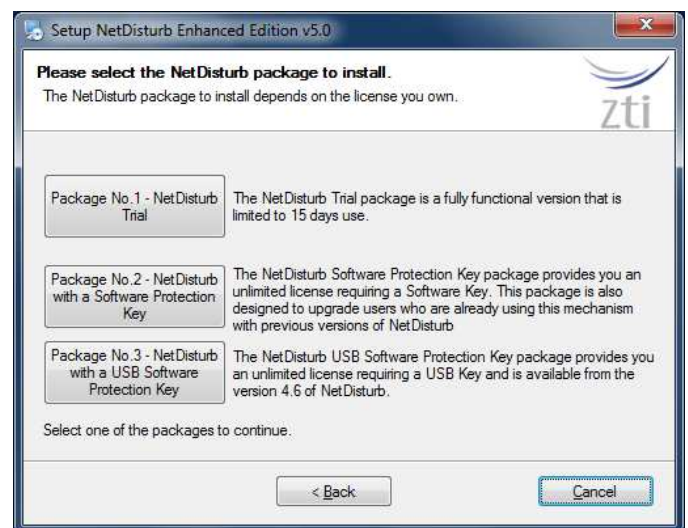 Setup NetDisturb Enhanced Edition v5.0
Please select the NetDisturb package to install.
The NetDisturb package to install depends on the license you own.
zti
Package No.1 - NetDisturb
Trial
The NetDisturb Trial package is a fully functional version that is
limited to 15 days use.
Package No.2 - NetDisturb
with a Software Protection
Key
The NetDisturb Software Protection Key package provides you an
unlimited license requiring a Software Key. This package is also
designed to upgrade users who are already using this mechanism
with previous versions of NetDisturb
Package No.3 - NetDisturb
with a USB Software
Protection Key
The NetDisturb USB Software Protection Key package provides you
an unlimited license requiring a USB Key and is available from the
version 4.6 of NetDisturb.
Select one of the packages to continue.
< Back
Cancel